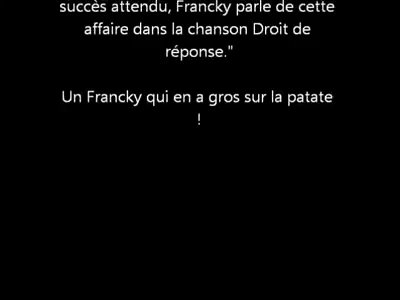 succès attendu, Francky parle de cette
affaire dans la chanson Droit de
réponse."
Un Francky qui en a gros sur la patate
!